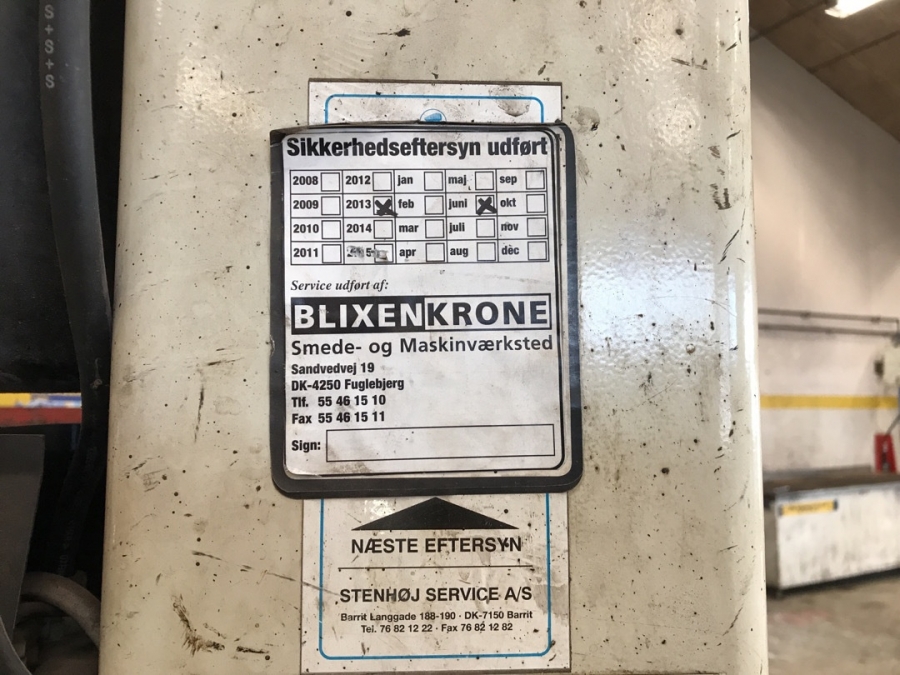 S+S+S+S
Sikkerhedseftersyn udført
2008 2012 jan maj sep
2009 2013 feb juni okt
2010 2014 mar juli nov
2011 apr aug dec
Service udført af:
BLIXENKRONE
Smede- og Maskinværksted
Sandvedvej 19
DK-4250 Fuglebjerg
Tlf. 55 46 15 10
Fax 55 46 15 11
Sign:
NÆSTE EFTERSYN
STENHØJ SERVICE A/S
Barrit Langgade 188-190 · DK-7150 Barrit
Tel. 76 82 12 22 · Fax 76 82 12 82